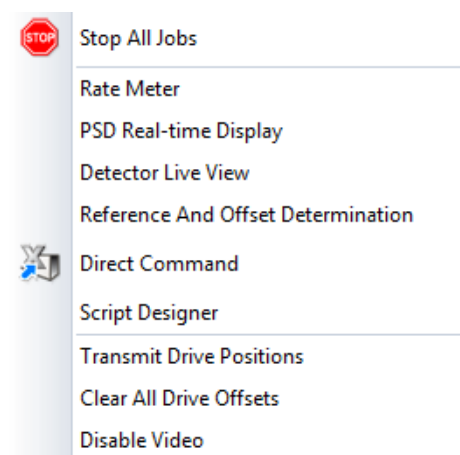 STOP
Stop All Jobs
Rate Meter
PSD Real-time Display
Detector Live View
Reference And Offset Determination
Direct Command
Script Designer
Transmit Drive Positions
Clear All Drive Offsets
Disable Video